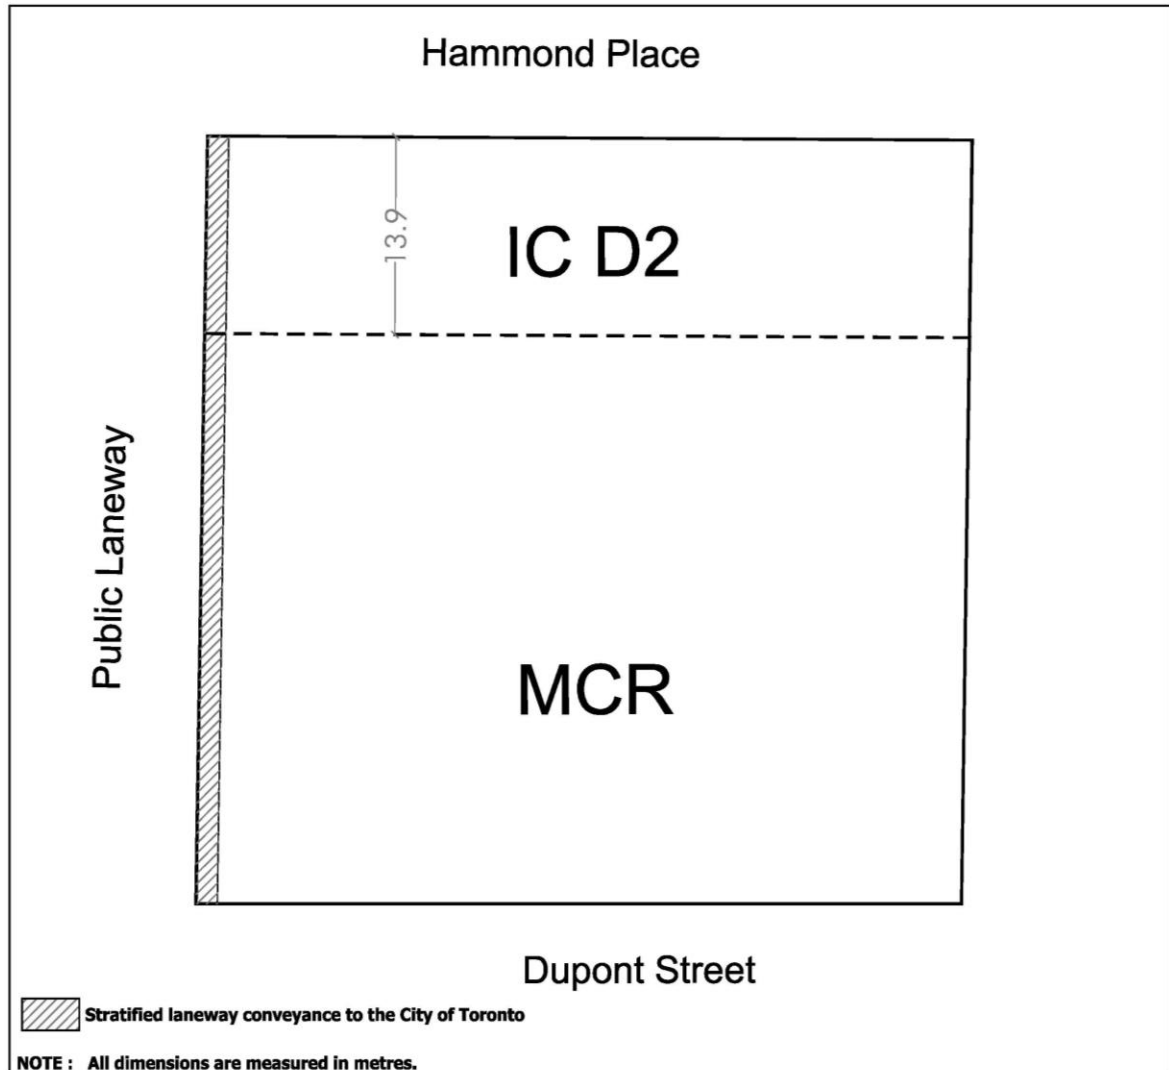 Hammond Place
13.9
IC D2
Public Laneway
MCR
Dupont Street
Stratified laneway conveyance to the City of Toronto
NOTE : All dimensions are measured in metres.